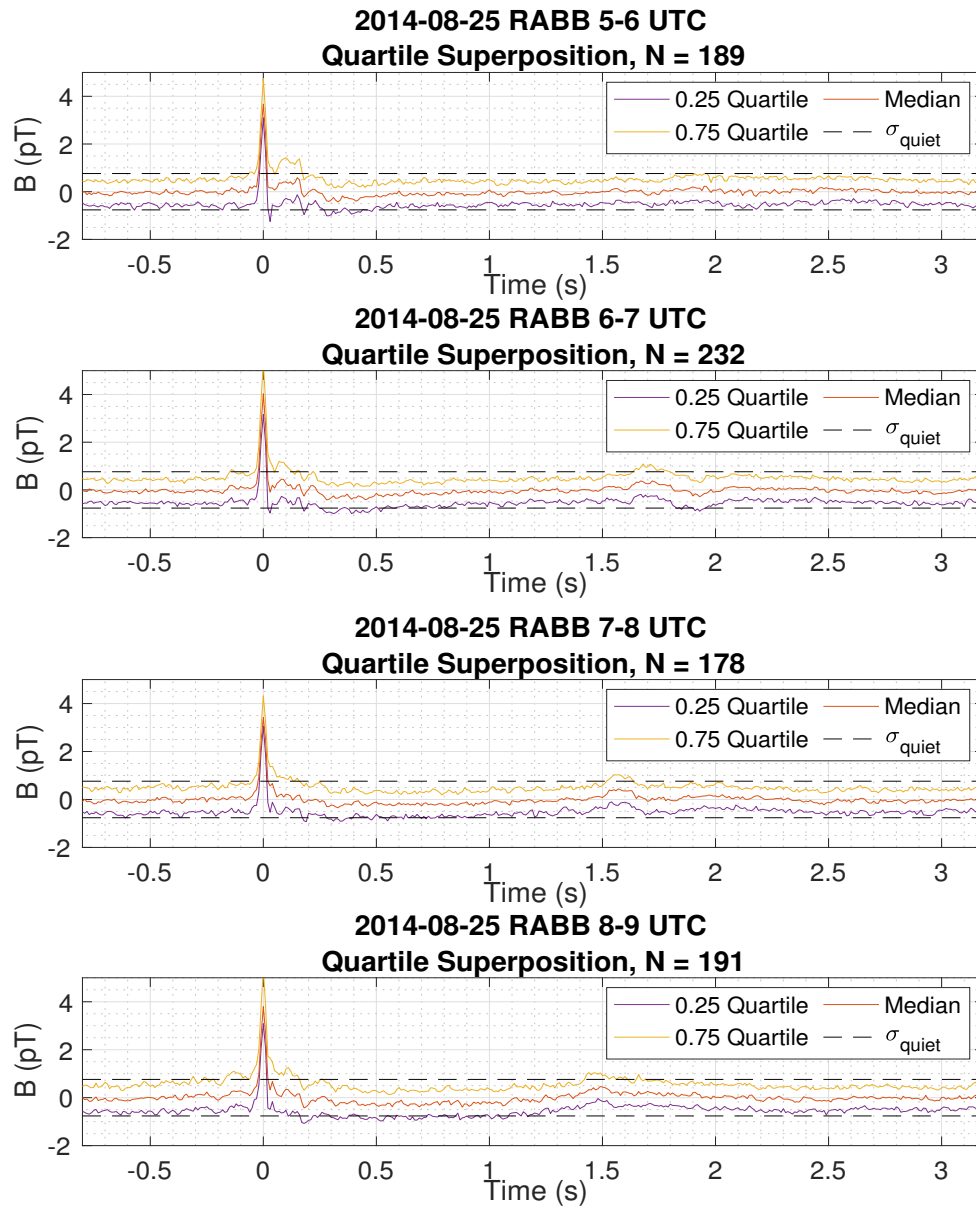 2014-08-25 RABB 5-6 UTC
Quartile Superposition, N = 189
4
2
0
-2
B (pT)
0.25 Quartile
Median
0.75 Quartile
σquiet
-0.5
0
0.5
1
1.5
2
2.5
3
Time (s)
2014-08-25 RABB 6-7 UTC
Quartile Superposition, N = 232
4
2
0
-2
B (pT)
0.25 Quartile
Median
0.75 Quartile
σquiet
-0.5
0
0.5
1
1.5
2
2.5
3
Time (s)
2014-08-25 RABB 7-8 UTC
Quartile Superposition, N = 178
4
2
0
-2
B (pT)
0.25 Quartile
Median
0.75 Quartile
σquiet
-0.5
0
0.5
1
1.5
2
2.5
3
Time (s)
2014-08-25 RABB 8-9 UTC
Quartile Superposition, N = 191
4
2
0
-2
B (pT)
0.25 Quartile
Median
0.75 Quartile
σquiet
-0.5
0
0.5
1
1.5
2
2.5
3
Time (s)